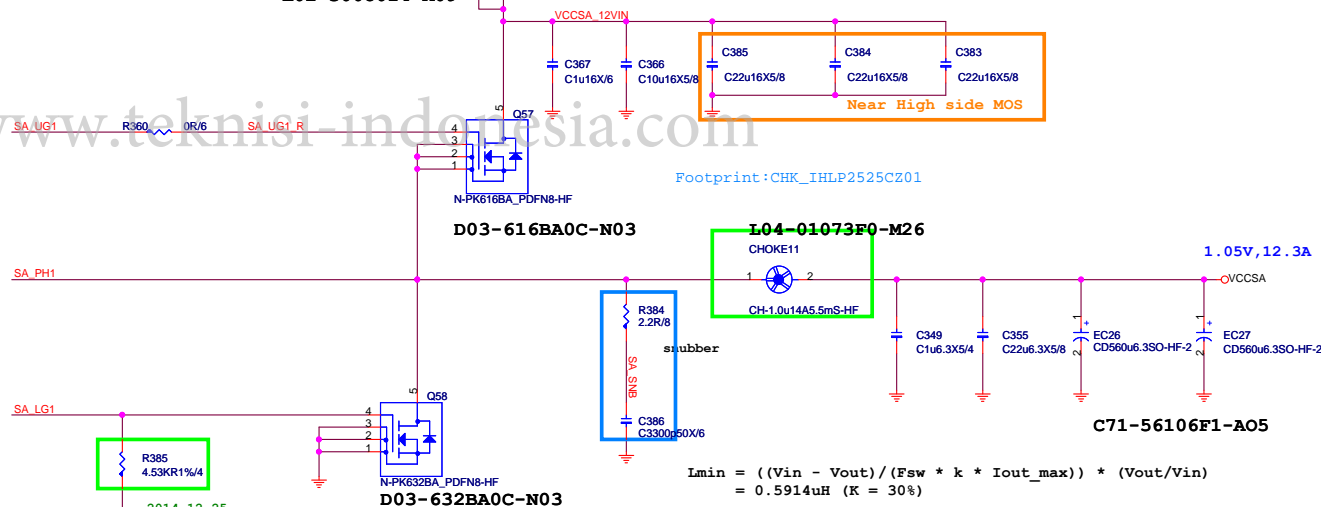 VCCSA_12VIN
C367
C1u16X/6
C366
C10u16X5/8
C385
C22u16X5/8
C384
C22u16X5/8
C383
C22u16X5/8
Near High side MOS
www.teknisi-indonesia.com
SA_UG1
R360
0R/6
SA_UG1_R
5
Q57
4
3
2
1
N-PK616BA_PDFN8-HF
D03-616BA0C-N03
Footprint:CHK_IHLP2525CZ01
L04-01073F0-M26
CHOKE11
1
2
CH-1.0u14A5.5mS-HF
1.05V,12.3A
VCCSA
SA_PH1
R384
2.2R/8
snubber
SA_SNB
C386
C3300p50X/6
C349
C1u6.3X5/4
C355
C22u6.3X5/8
1
+
EC26
CD560u6.3SO-HF-2
2
1
+
EC27
CD560u6.3SO-HF-2
2
C71-56106F1-AO5
SA_LG1
5
Q58
4
3
2
1
N-PK632BA_PDFN8-HF
D03-632BA0C-N03
R385
4.53KR1%/4
Lmin = ((Vin - Vout)/(Fsw * k * Iout_max)) * (Vout/Vin)
= 0.5914uH (K = 30%)